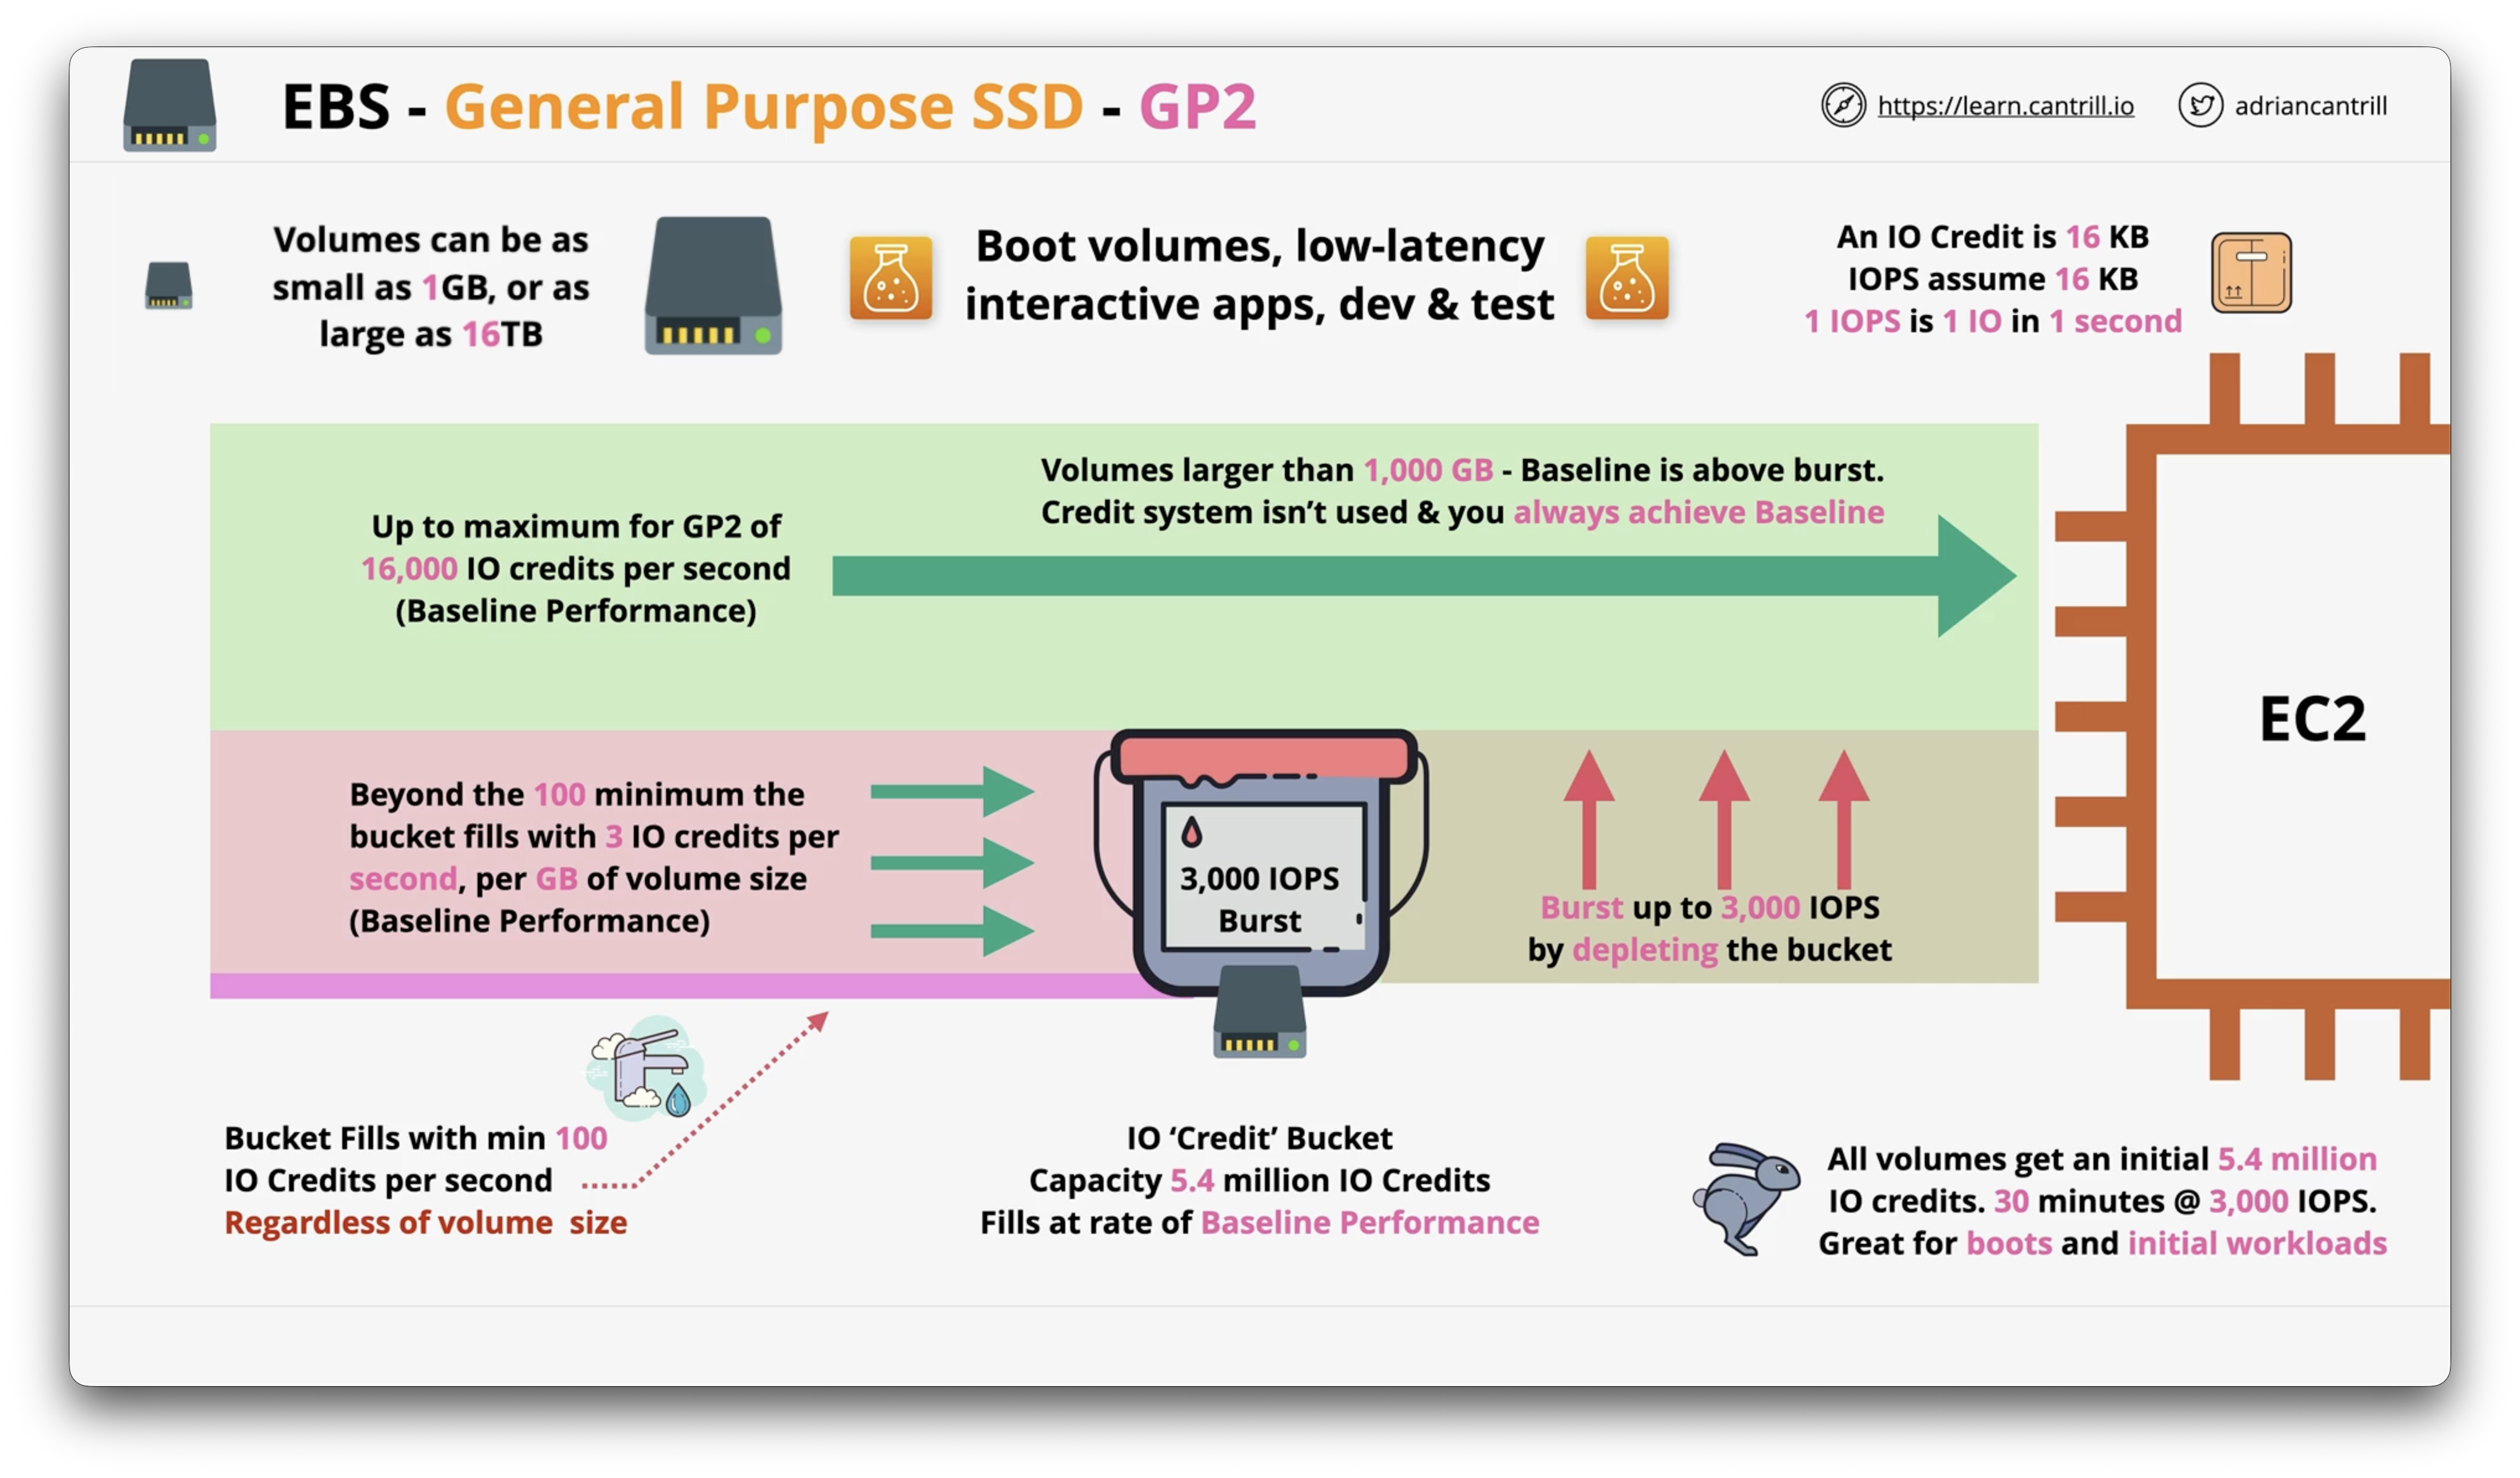 EBS - General Purpose SSD - GP2
https://learn.cantrill.io
adriancantrill
Volumes can be as
small as 1GB, or as
large as 16TB
Boot volumes, low-latency
interactive apps, dev & test
An IO Credit is 16 KB
IOPS assume 16 KB
1 IOPS is 1 IO in 1 second
Up to maximum for GP2 of
16,000 IO credits per second
(Baseline Performance)
Volumes larger than 1,000 GB - Baseline is above burst.
Credit system isn’t used & you always achieve Baseline
EC2
Beyond the 100 minimum the
bucket fills with 3 IO credits per
second, per GB of volume size
(Baseline Performance)
3,000 IOPS
Burst
Burst up to 3,000 IOPS
by depleting the bucket
Bucket Fills with min 100
IO Credits per second
Regardless of volume size
IO ‘Credit’ Bucket
Capacity 5.4 million IO Credits
Fills at rate of Baseline Performance
All volumes get an initial 5.4 million
IO credits. 30 minutes @ 3,000 IOPS.
Great for boots and initial workloads